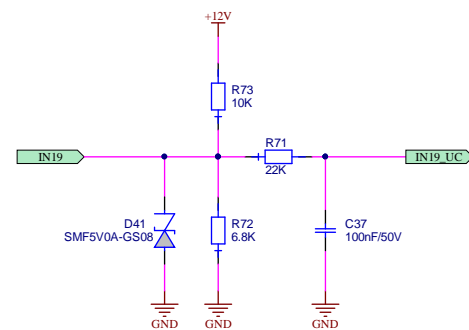 +12V
R73
10K
IN19
R71
22K
IN19_UC
D41
SMF5V0A-GS08
R72
6.8K
C37
100nF/50V
GND
GND
GND